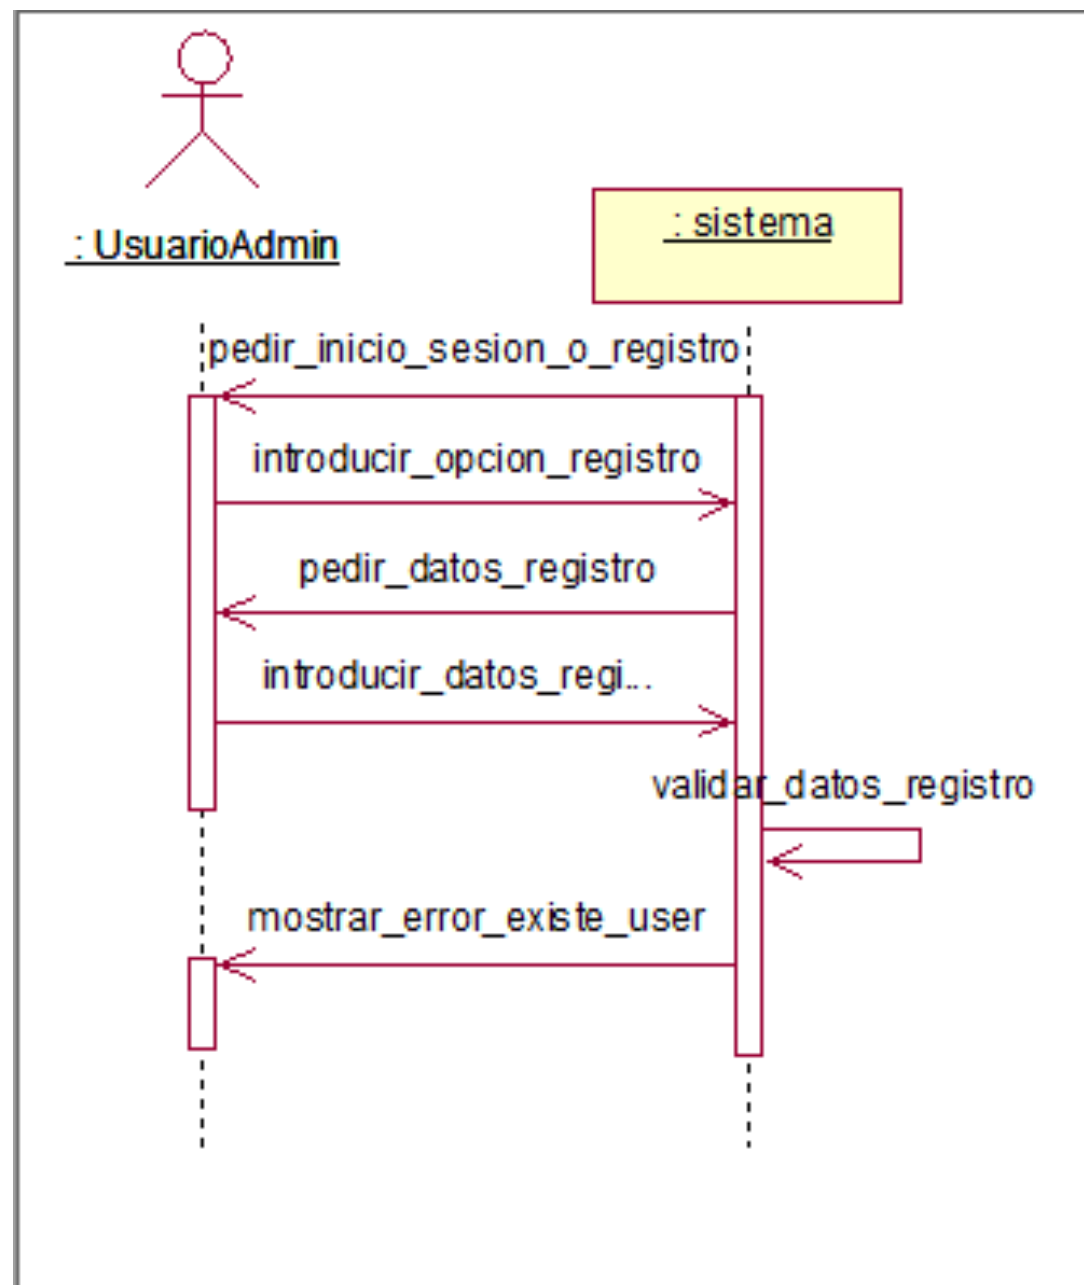 : UsuarioAdmin
: sistema
pedir_inicio_sesion_o_registro
introducir_opcion_registro
pedir_datos_registro
introducir_datos_regi...
validar_datos_registro
mostrar_error_existe_user